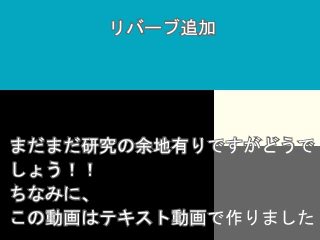 リバーブ追加
まだまだ研究の余地有りですがどうで
しょう！！
ちなみに、
この動画はテキスト動画で作りました